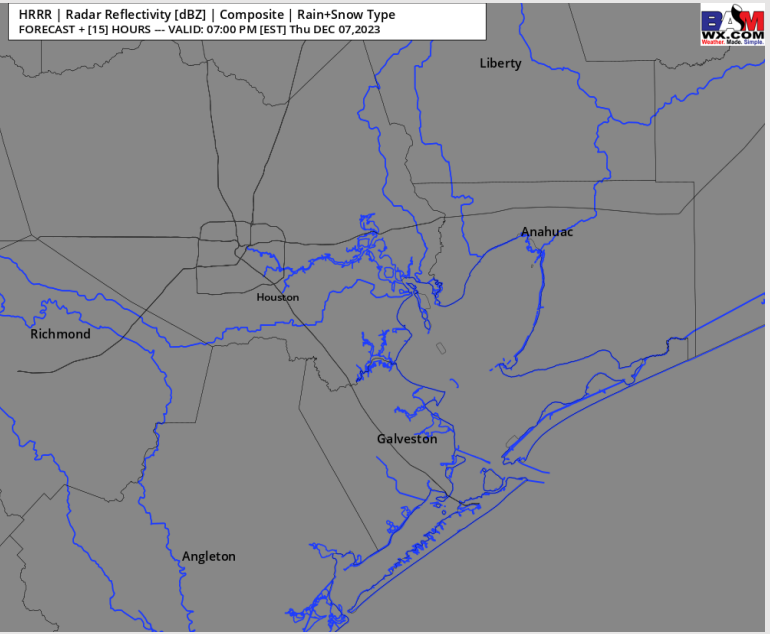 HRRR | Radar Reflectivity [dBZ] | Composite | Rain+Snow Type
FORECAST + [15] HOURS --- VALID: 07:00 PM [EST] Thu DEC 07,2023
BAM
WX.COM
Weather. Made. Simple.
Liberty
Anahuac
Houston
Richmond
Galveston
Angleton